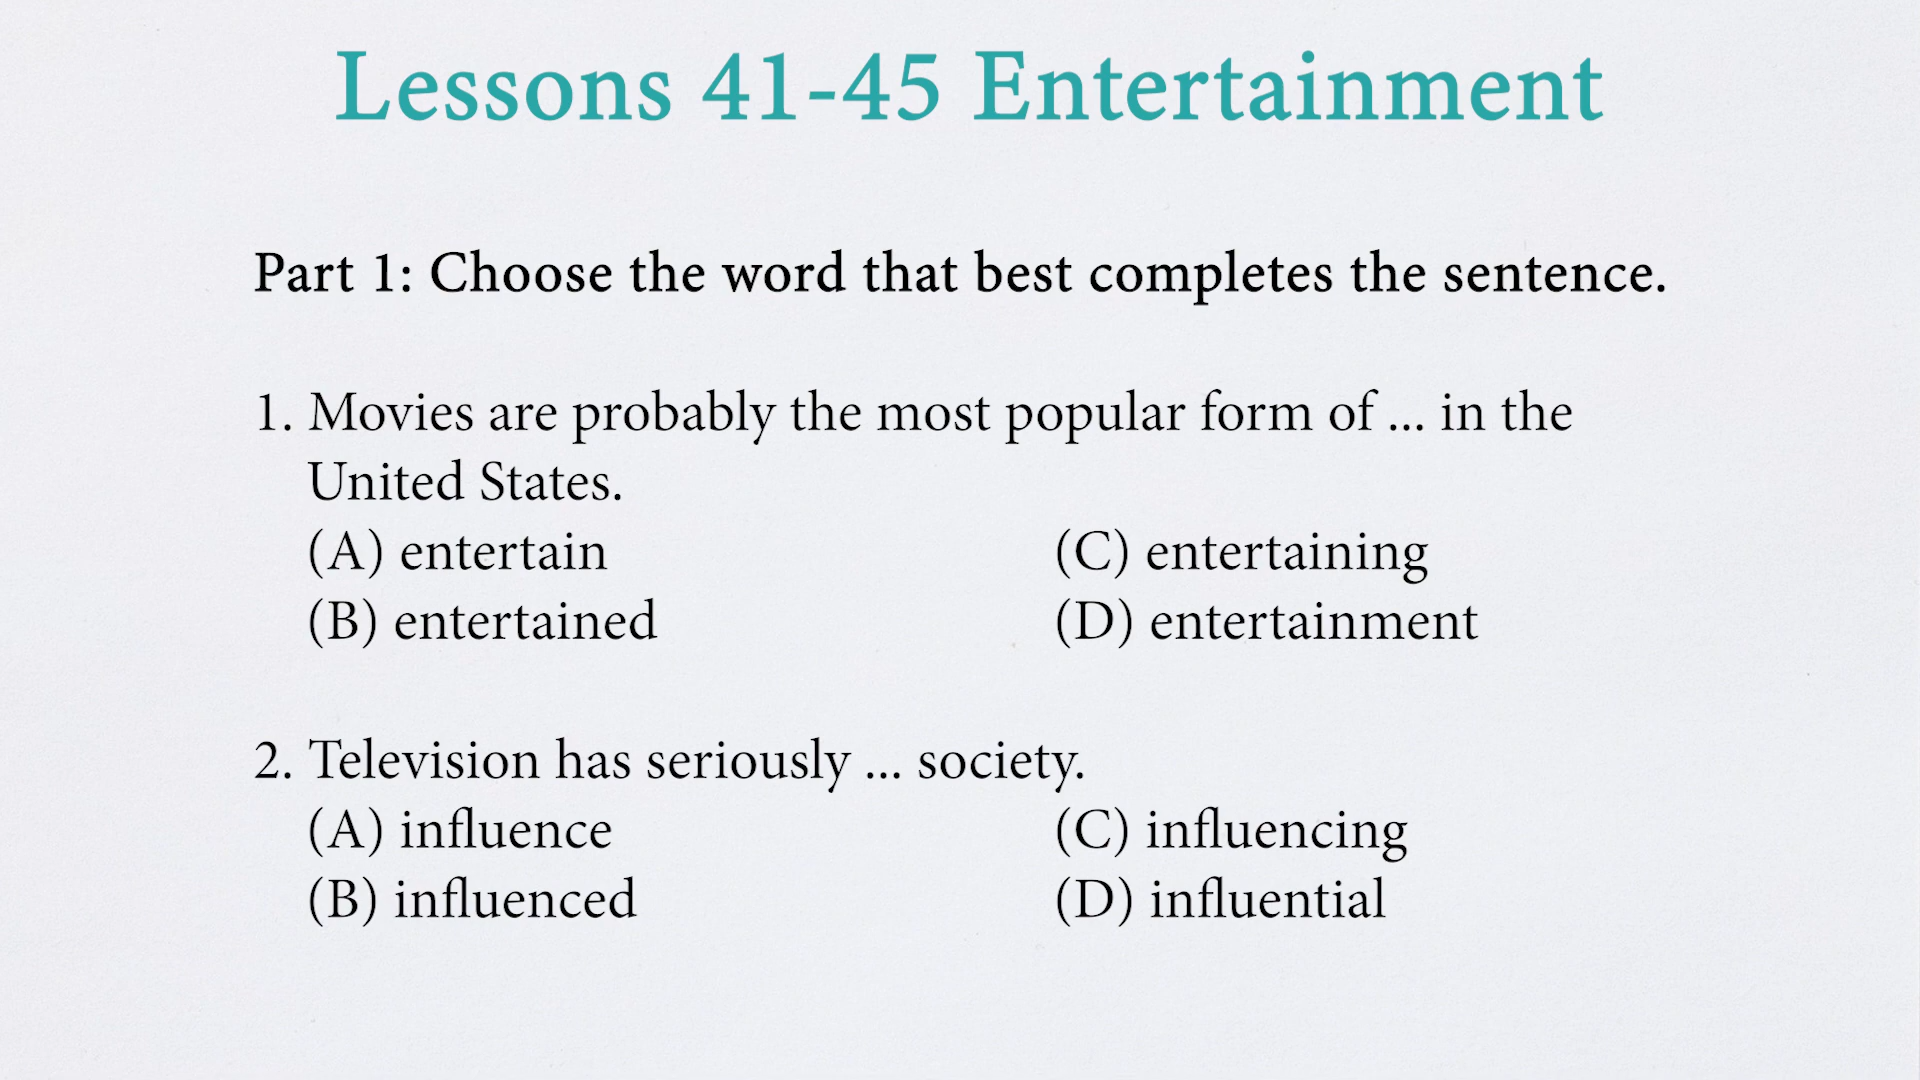 Lessons 41-45 Entertainment
Part 1: Choose the word that best completes the sentence.
1. Movies are probably the most popular form of ... in the
United States.
(A) entertain (C) entertaining
(B) entertained (D) entertainment
2. Television has seriously ... society.
(A) influence (C) influencing
(B) influenced (D) influential